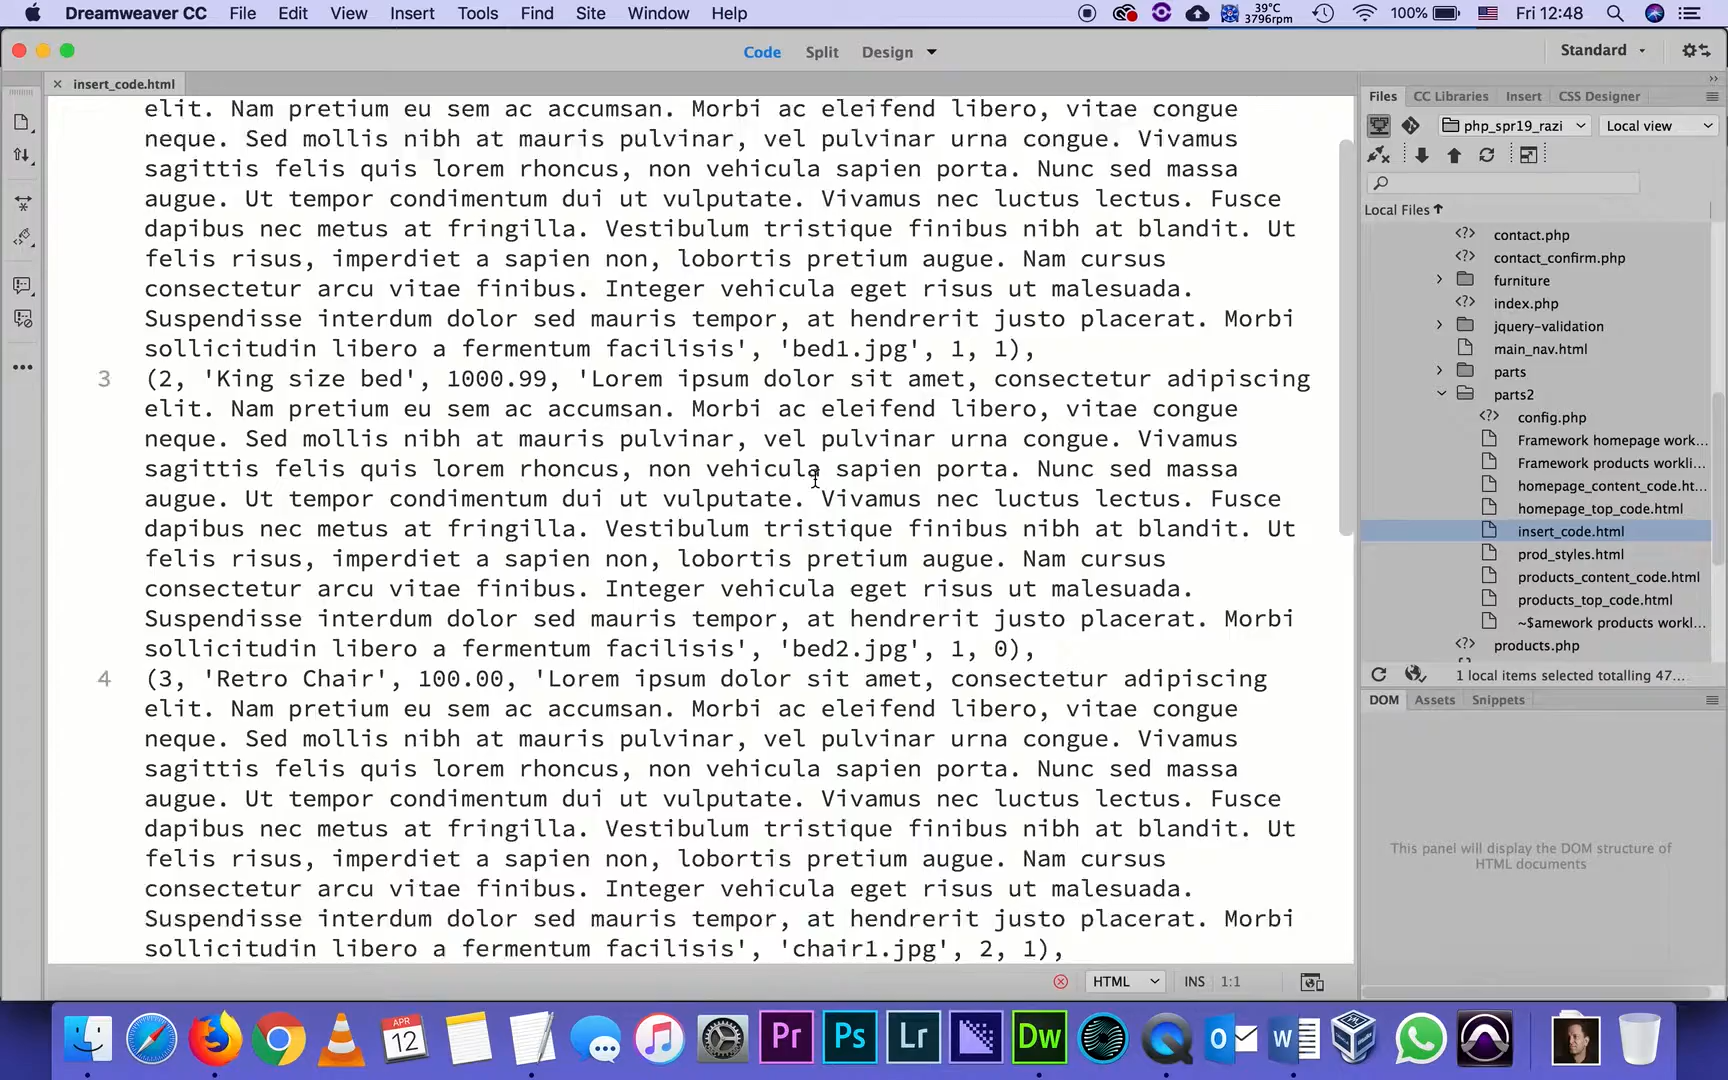 Dreamweaver CC File Edit View Insert Commands Tools Find Site Window Help 39°C 3796rpm 100% Fri 12:48
Code Split Design Standard
insert_code.html
elit. Nam pretium eu sem ac accumsan. Morbi ac eleifend libero, vitae congue
neque. Sed mollis nibh at mauris pulvinar, vel pulvinar urna congue. Vivamus
sagittis felis quis lorem rhoncus, non vehicula sapien porta. Nunc sed massa
augue. Ut tempor condimentum dui ut vulputate. Vivamus nec luctus lectus. Fusce
dapibus nec metus at fringilla. Vestibulum tristique finibus nibh at blandit. Ut
felis risus, imperdiet a sapien non, lobortis pretium augue. Nam cursus
consectetur arcu vitae finibus. Integer vehicula eget risus ut malesuada.
Suspendisse interdum dolor sed mauris tempor, at hendrerit justo placerat. Morbi
sollicitudin libero a fermentum facilisis', 'bed1.jpg', 1, 1),
3 (2, 'King size bed', 1000.99, 'Lorem ipsum dolor sit amet, consectetur adipiscing
elit. Nam pretium eu sem ac accumsan. Morbi ac eleifend libero, vitae congue
neque. Sed mollis nibh at mauris pulvinar, vel pulvinar urna congue. Vivamus
sagittis felis quis lorem rhoncus, non vehicula sapien porta. Nunc sed massa
augue. Ut tempor condimentum dui ut vulputate. Vivamus nec luctus lectus. Fusce
dapibus nec metus at fringilla. Vestibulum tristique finibus nibh at blandit. Ut
felis risus, imperdiet a sapien non, lobortis pretium augue. Nam cursus
consectetur arcu vitae finibus. Integer vehicula eget risus ut malesuada.
Suspendisse interdum dolor sed mauris tempor, at hendrerit justo placerat. Morbi
sollicitudin libero a fermentum facilisis', 'bed2.jpg', 1, 0),
4 (3, 'Retro Chair', 100.00, 'Lorem ipsum dolor sit amet, consectetur adipiscing
elit. Nam pretium eu sem ac accumsan. Morbi ac eleifend libero, vitae congue
neque. Sed mollis nibh at mauris pulvinar, vel pulvinar urna congue. Vivamus
sagittis felis quis lorem rhoncus, non vehicula sapien porta. Nunc sed massa
augue. Ut tempor condimentum dui ut vulputate. Vivamus nec luctus lectus. Fusce
dapibus nec metus at fringilla. Vestibulum tristique finibus nibh at blandit. Ut
felis risus, imperdiet a sapien non, lobortis pretium augue. Nam cursus
consectetur arcu vitae finibus. Integer vehicula eget risus ut malesuada.
Suspendisse interdum dolor sed mauris tempor, at hendrerit justo placerat. Morbi
sollicitudin libero a fermentum facilisis', 'chair1.jpg', 2, 1),
HTML INS 1:1
Files CC Libraries Insert CSS Designer
php_spr19_razi Local view
Local Files
contact.php
contact_confirm.php
furniture
index.php
jquery-validation
main_nav.html
parts
parts2
config.php
Framework homepage work...
Framework products workli...
homepage_content_code.ht...
homepage_top_code.html
insert_code.html
prod_styles.html
products_content_code.html
products_top_code.html
~$amework products workl...
products.php
1 local items selected totalling 47...
DOM Assets Snippets
This panel will display the DOM structure of
HTML documents
APR 12 Pr Ps Lr Dw